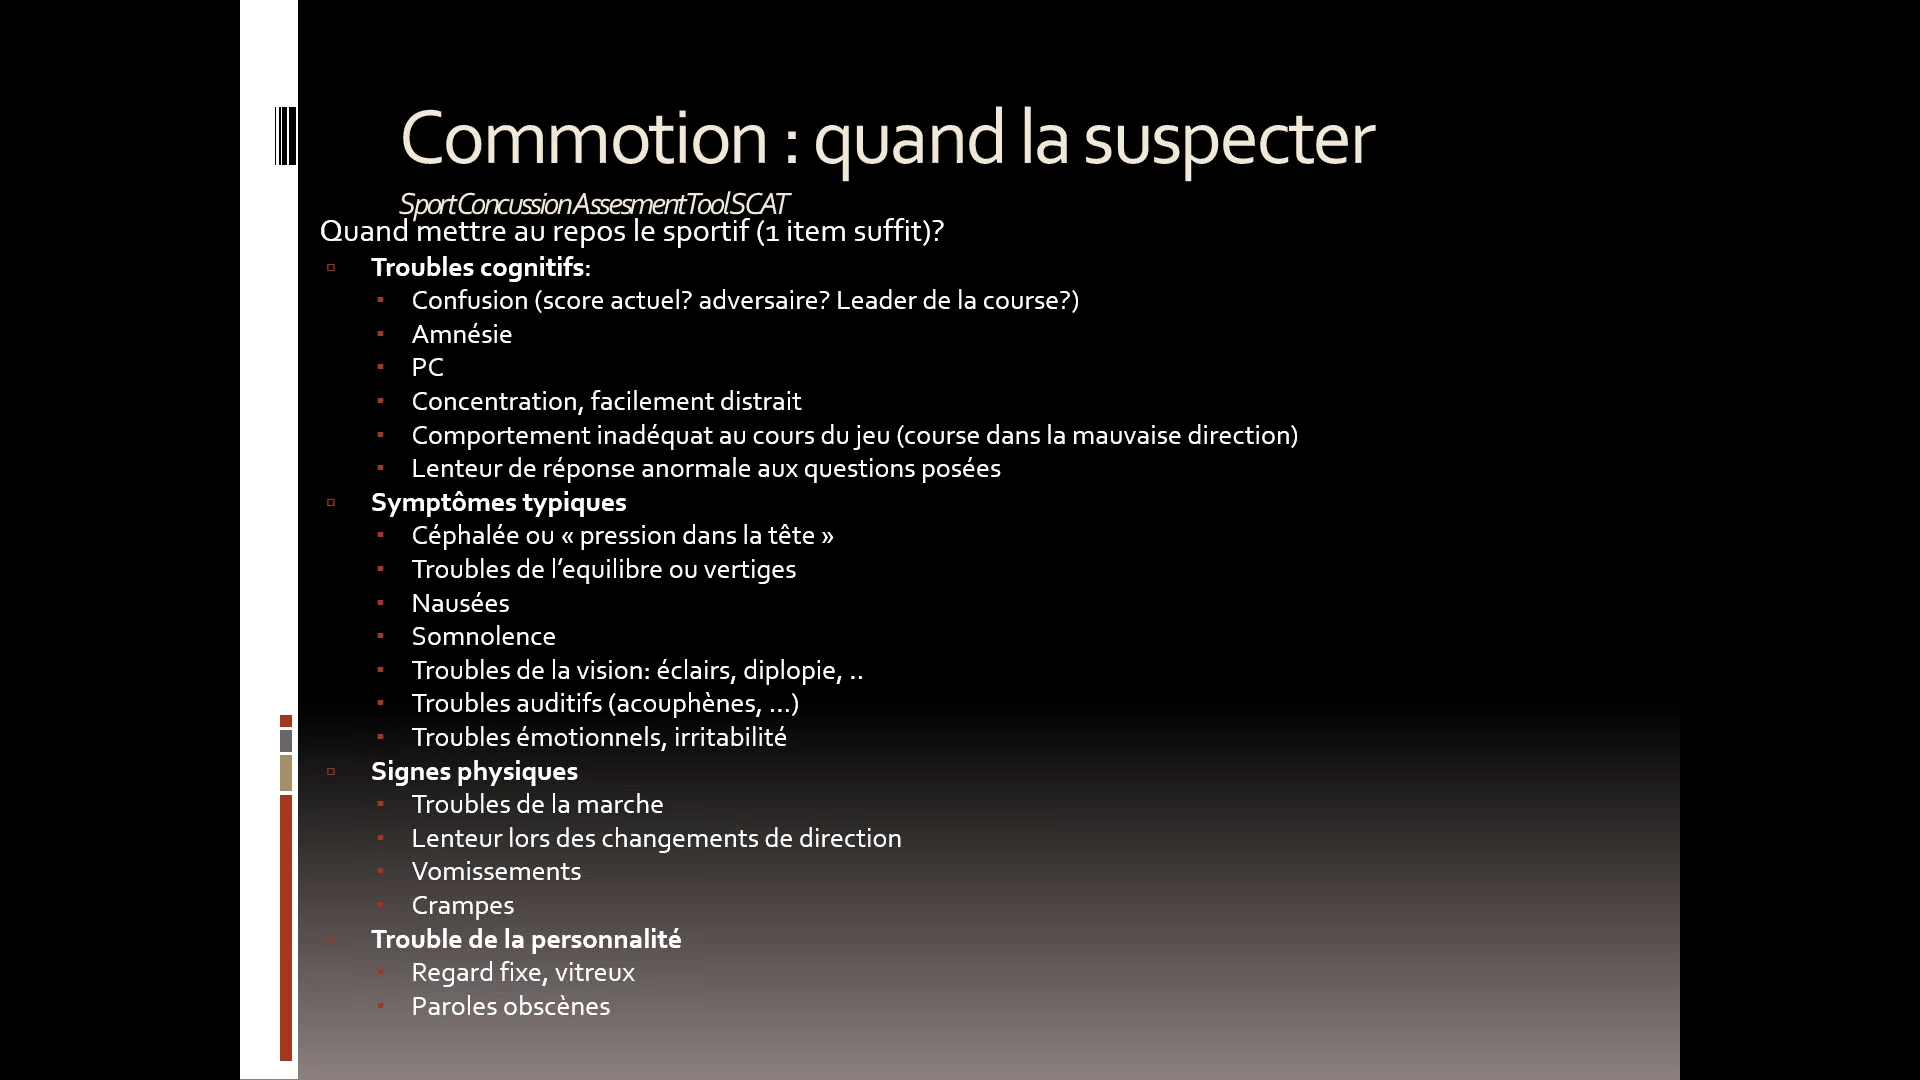 Commotion : quand la suspecter
Sport Concussion Assesment Tool SCAT
Quand mettre au repos le sportif (1 item suffit)?
Troubles cognitifs:
Confusion (score actuel? adversaire? Leader de la course?)
Amnésie
PC
Concentration, facilement distrait
Comportement inadéquat au cours du jeu (course dans la mauvaise direction)
Lenteur de réponse anormale aux questions posées
Symptômes typiques
Céphalée ou « pression dans la tête »
Troubles de l’equilibre ou vertiges
Nausées
Somnolence
Troubles de la vision: éclairs, diplopie, ..
Troubles auditifs (acouphènes, ...)
Troubles émotionnels, irritabilité
Signes physiques
Troubles de la marche
Lenteur lors des changements de direction
Vomissements
Crampes
Trouble de la personnalité
Regard fixe, vitreux
Paroles obscènes